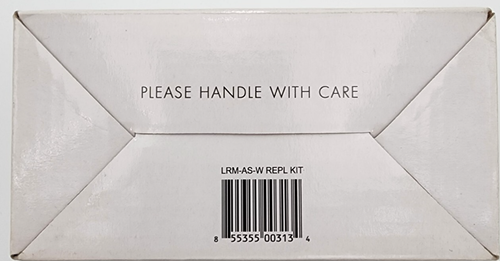 PLEASE HANDLE WITH CARE
LRM-AS-W REPL KIT
8 55355 00313 4